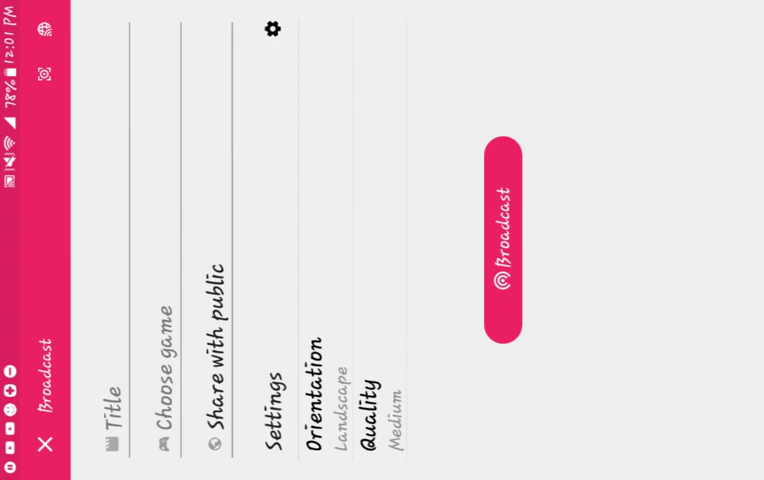 78% 12:01 PM
Broadcast
Title
Choose game
Share with public
Settings
Orientation
Landscape
Quality
Medium
Broadcast